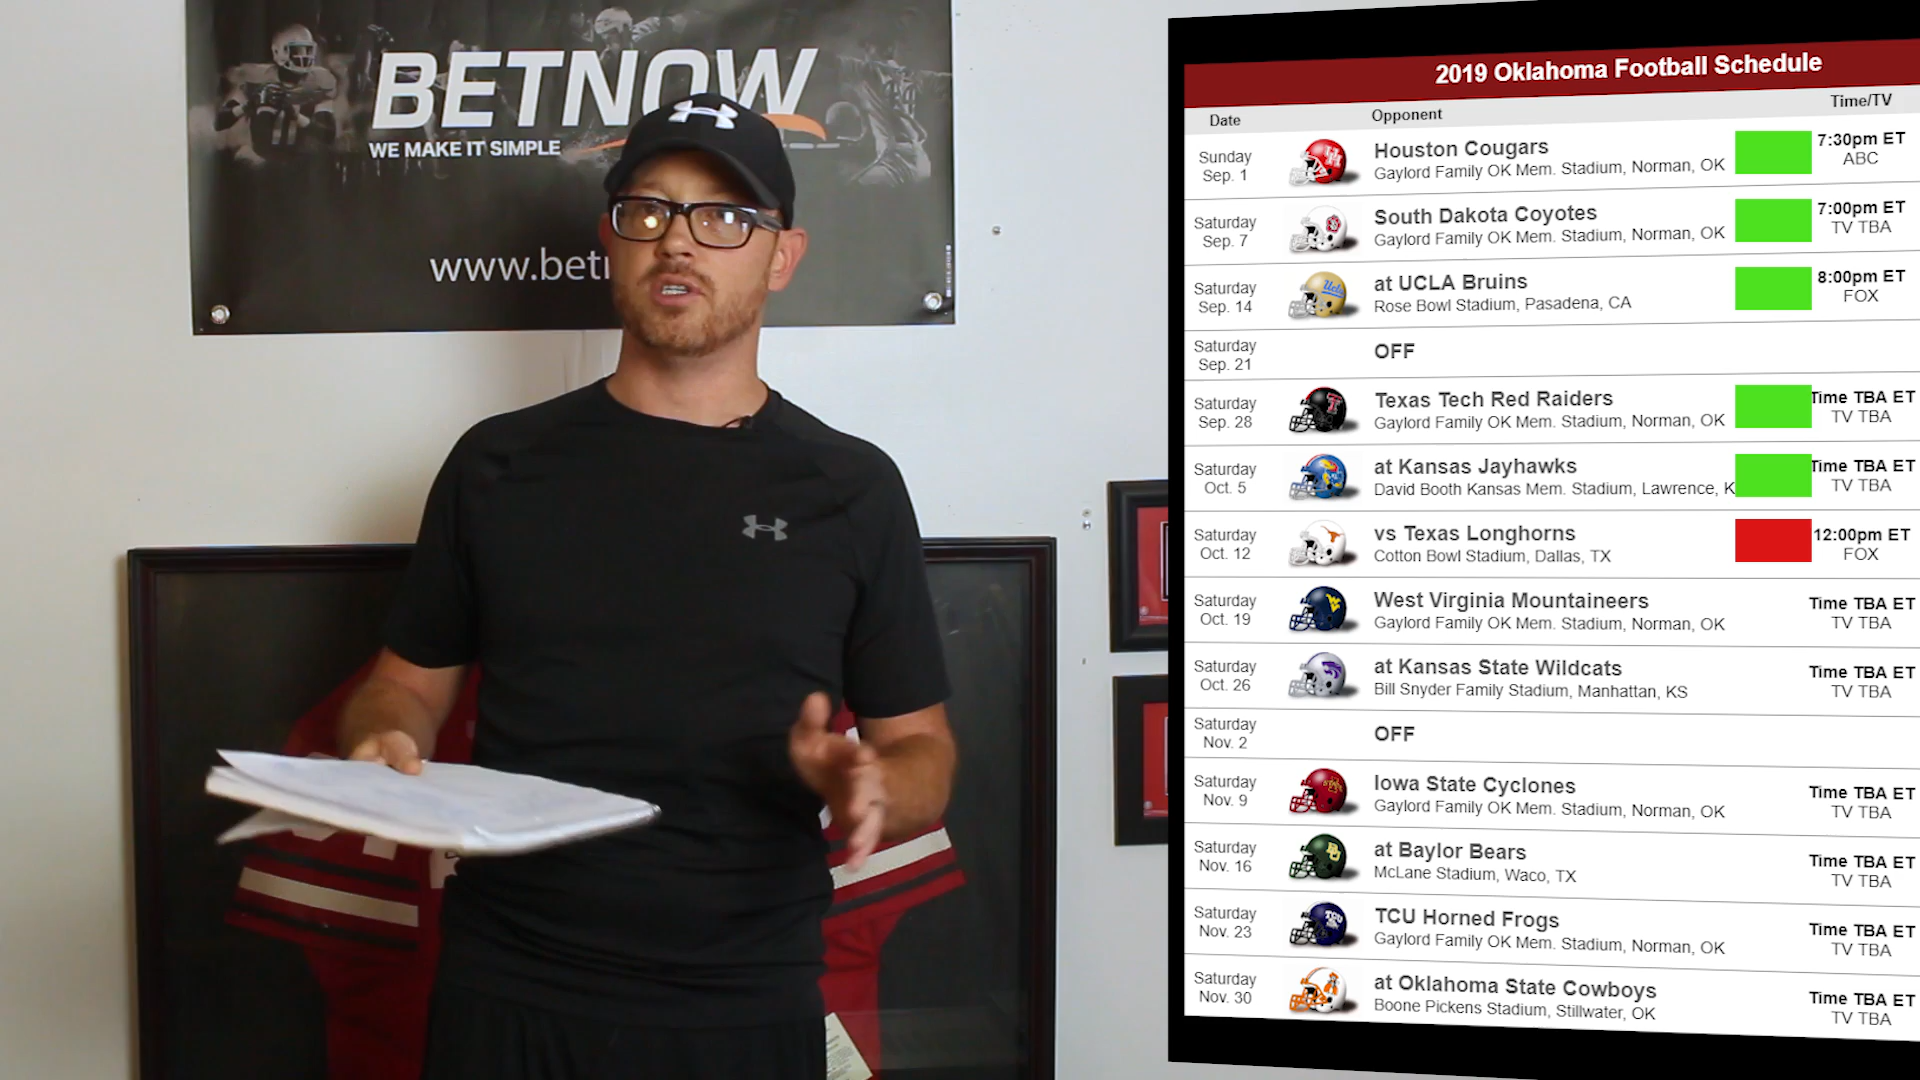 BETNOW
WE MAKE IT SIMPLE
www.bet
2019 Oklahoma Football Schedule
Date Opponent Time/TV
Sunday
Sep. 1
Houston Cougars
Gaylord Family OK Mem. Stadium, Norman, OK
7:30pm ET
ABC
Saturday
Sep. 7
South Dakota Coyotes
Gaylord Family OK Mem. Stadium, Norman, OK
7:00pm ET
TV TBA
Saturday
Sep. 14
at UCLA Bruins
Rose Bowl Stadium, Pasadena, CA
8:00pm ET
FOX
Saturday
Sep. 21
OFF
Saturday
Sep. 28
Texas Tech Red Raiders
Gaylord Family OK Mem. Stadium, Norman, OK
Time TBA ET
TV TBA
Saturday
Oct. 5
at Kansas Jayhawks
David Booth Kansas Mem. Stadium, Lawrence, K
Time TBA ET
TV TBA
Saturday
Oct. 12
vs Texas Longhorns
Cotton Bowl Stadium, Dallas, TX
12:00pm ET
FOX
Saturday
Oct. 19
West Virginia Mountaineers
Gaylord Family OK Mem. Stadium, Norman, OK
Time TBA ET
TV TBA
Saturday
Oct. 26
at Kansas State Wildcats
Bill Snyder Family Stadium, Manhattan, KS
Time TBA ET
TV TBA
Saturday
Nov. 2
OFF
Saturday
Nov. 9
Iowa State Cyclones
Gaylord Family OK Mem. Stadium, Norman, OK
Time TBA ET
TV TBA
Saturday
Nov. 16
at Baylor Bears
McLane Stadium, Waco, TX
Time TBA ET
TV TBA
Saturday
Nov. 23
TCU Horned Frogs
Gaylord Family OK Mem. Stadium, Norman, OK
Time TBA ET
TV TBA
Saturday
Nov. 30
at Oklahoma State Cowboys
Boone Pickens Stadium, Stillwater, OK
Time TBA ET
TV TBA